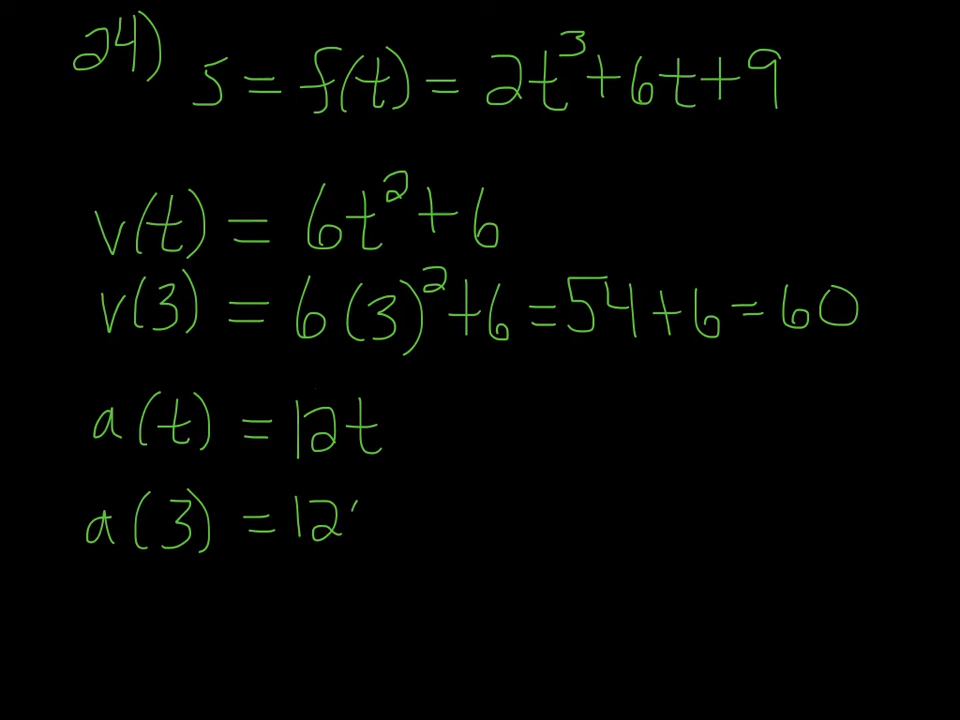 24) s = f(t) = 2t³+6t+9
v(t) = 6t²+6
v(3) = 6(3)²+6=54+6=60
a(t) = 12t
a(3) = 12